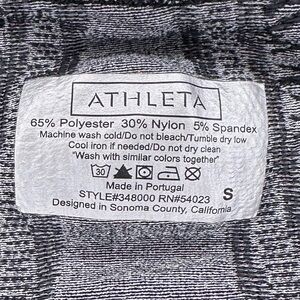 ATHLETA
65% Polyester 30% Nylon 5% Spandex
Machine wash cold/Do not bleach/Tumble dry low
Cool iron if needed/Do not dry clean
"Wash with similar colors together"
30
Made in Portugal
STYLE#348000 RN#54023 S
Designed in Sonoma County, California